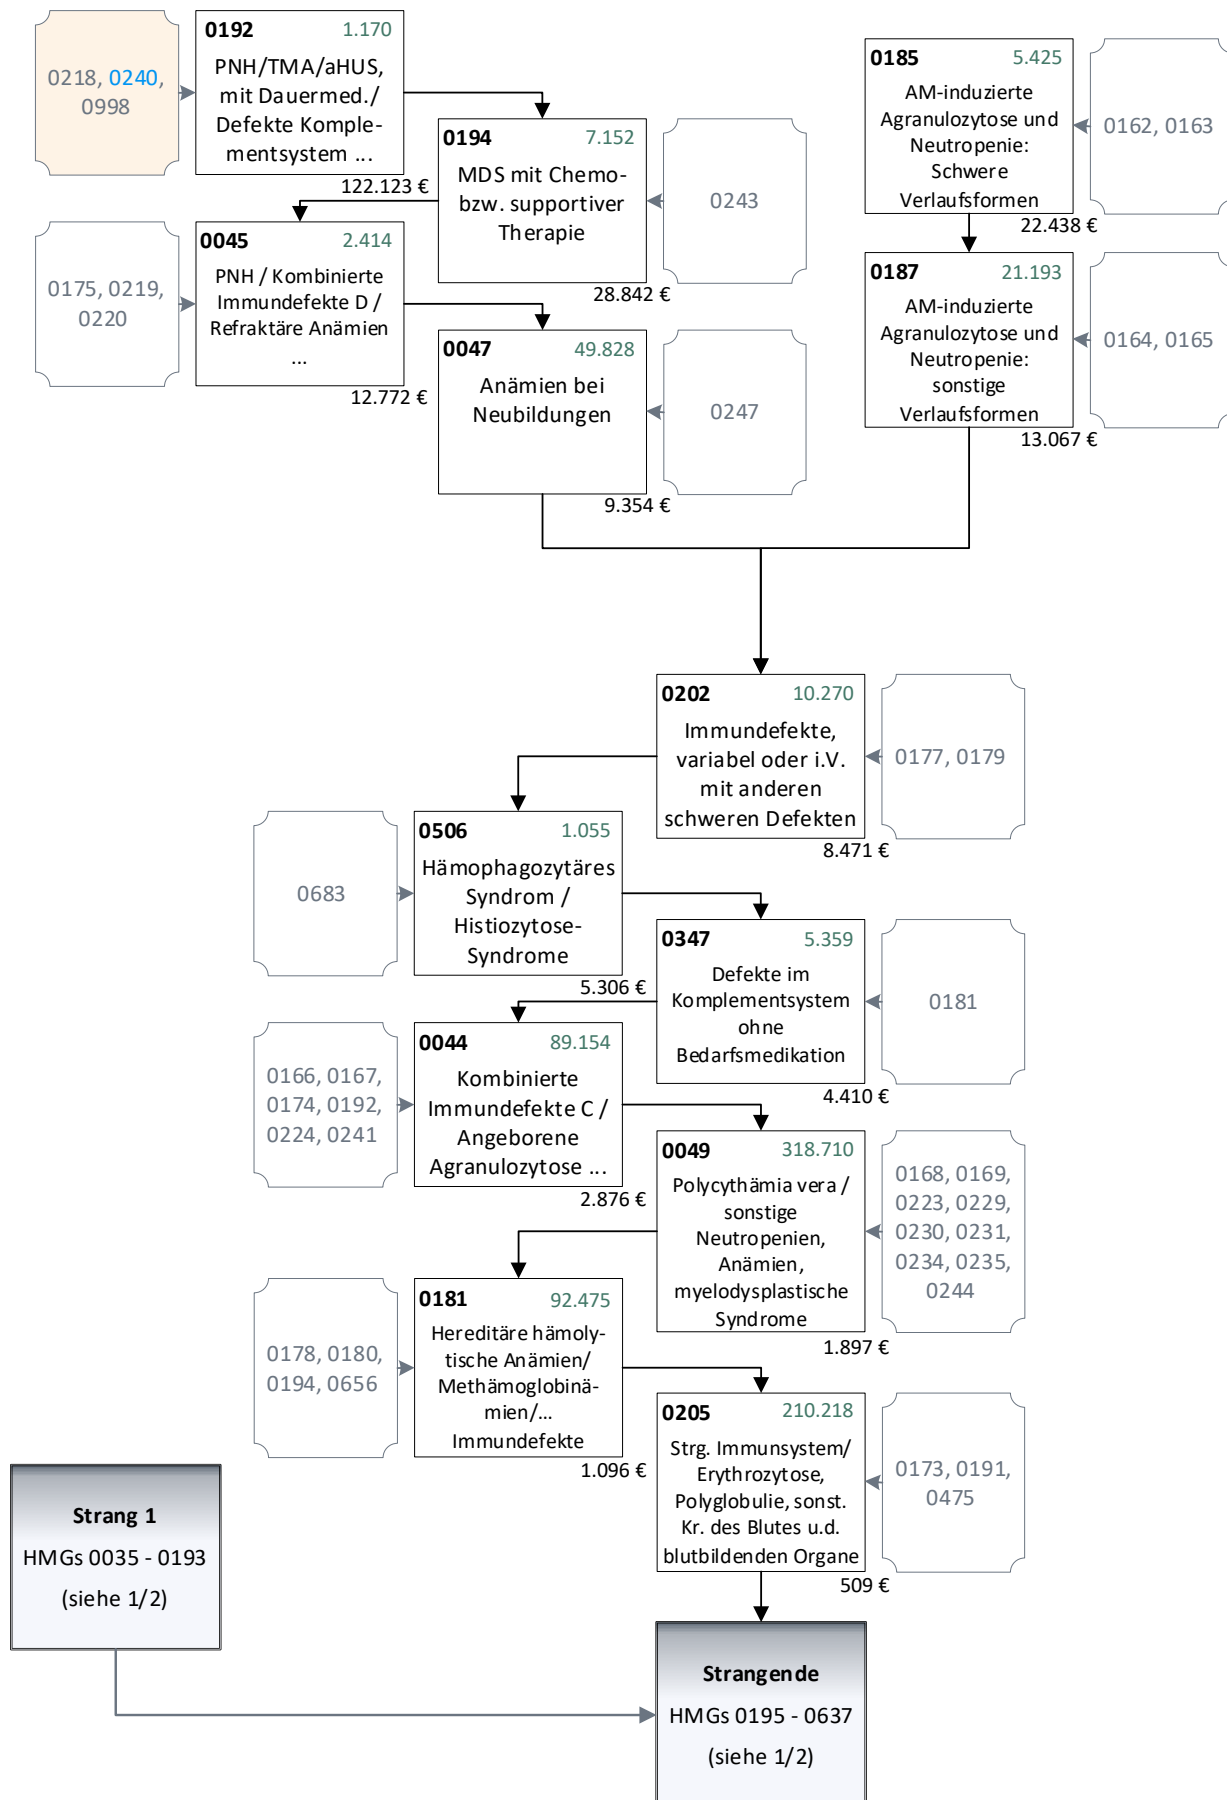 0218, 0240,
0998
0192 1.170
PNH/TMA/aHUS,
mit Dauermed./
Defekte Komple-
mentsystem ...
122.123 €
0194 7.152
MDS mit Chemo-
bzw. supportiver
Therapie
28.842 €
0243
0175, 0219,
0220
0045 2.414
PNH / Kombinierte
Immundefekte D /
Refraktäre Anämien
...
12.772 €
0047 49.828
Anämien bei
Neubildungen
9.354 €
0247
0185 5.425
AM-induzierte
Agranulozytose und
Neutropenie:
Schwere
Verlaufsformen
22.438 €
0162, 0163
0187 21.193
AM-induzierte
Agranulozytose und
Neutropenie:
sonstige
Verlaufsformen
13.067 €
0164, 0165
0202 10.270
Immundefekte,
variabel oder i.V.
mit anderen
schweren Defekten
8.471 €
0177, 0179
0683
0506 1.055
Hämophagozytäres
Syndrom /
Histiozytose-
Syndrome
5.306 €
0347 5.359
Defekte im
Komplementsystem
ohne
Bedarfsmedikation
4.410 €
0181
0166, 0167,
0174, 0192,
0224, 0241
0044 89.154
Kombinierte
Immundefekte C /
Angeborene
Agranulozytose ...
2.876 €
0049 318.710
Polycythämia vera /
sonstige
Neutropenien,
Anämien,
myelodysplastische
Syndrome
1.897 €
0168, 0169,
0223, 0229,
0230, 0231,
0234, 0235,
0244
0178, 0180,
0194, 0656
0181 92.475
Hereditäre hämoly-
tische Anämien/
Methämoglobinä-
mien/...
Immundefekte
1.096 €
0205 210.218
Strg. Immunsystem/
Erythrozytose,
Polyglobulie, sonst.
Kr. des Blutes u.d.
blutbildenden Organe
509 €
0173, 0191,
0475
Strang 1
HMGs 0035 - 0193
(siehe 1/2)
Strangende
HMGs 0195 - 0637
(siehe 1/2)